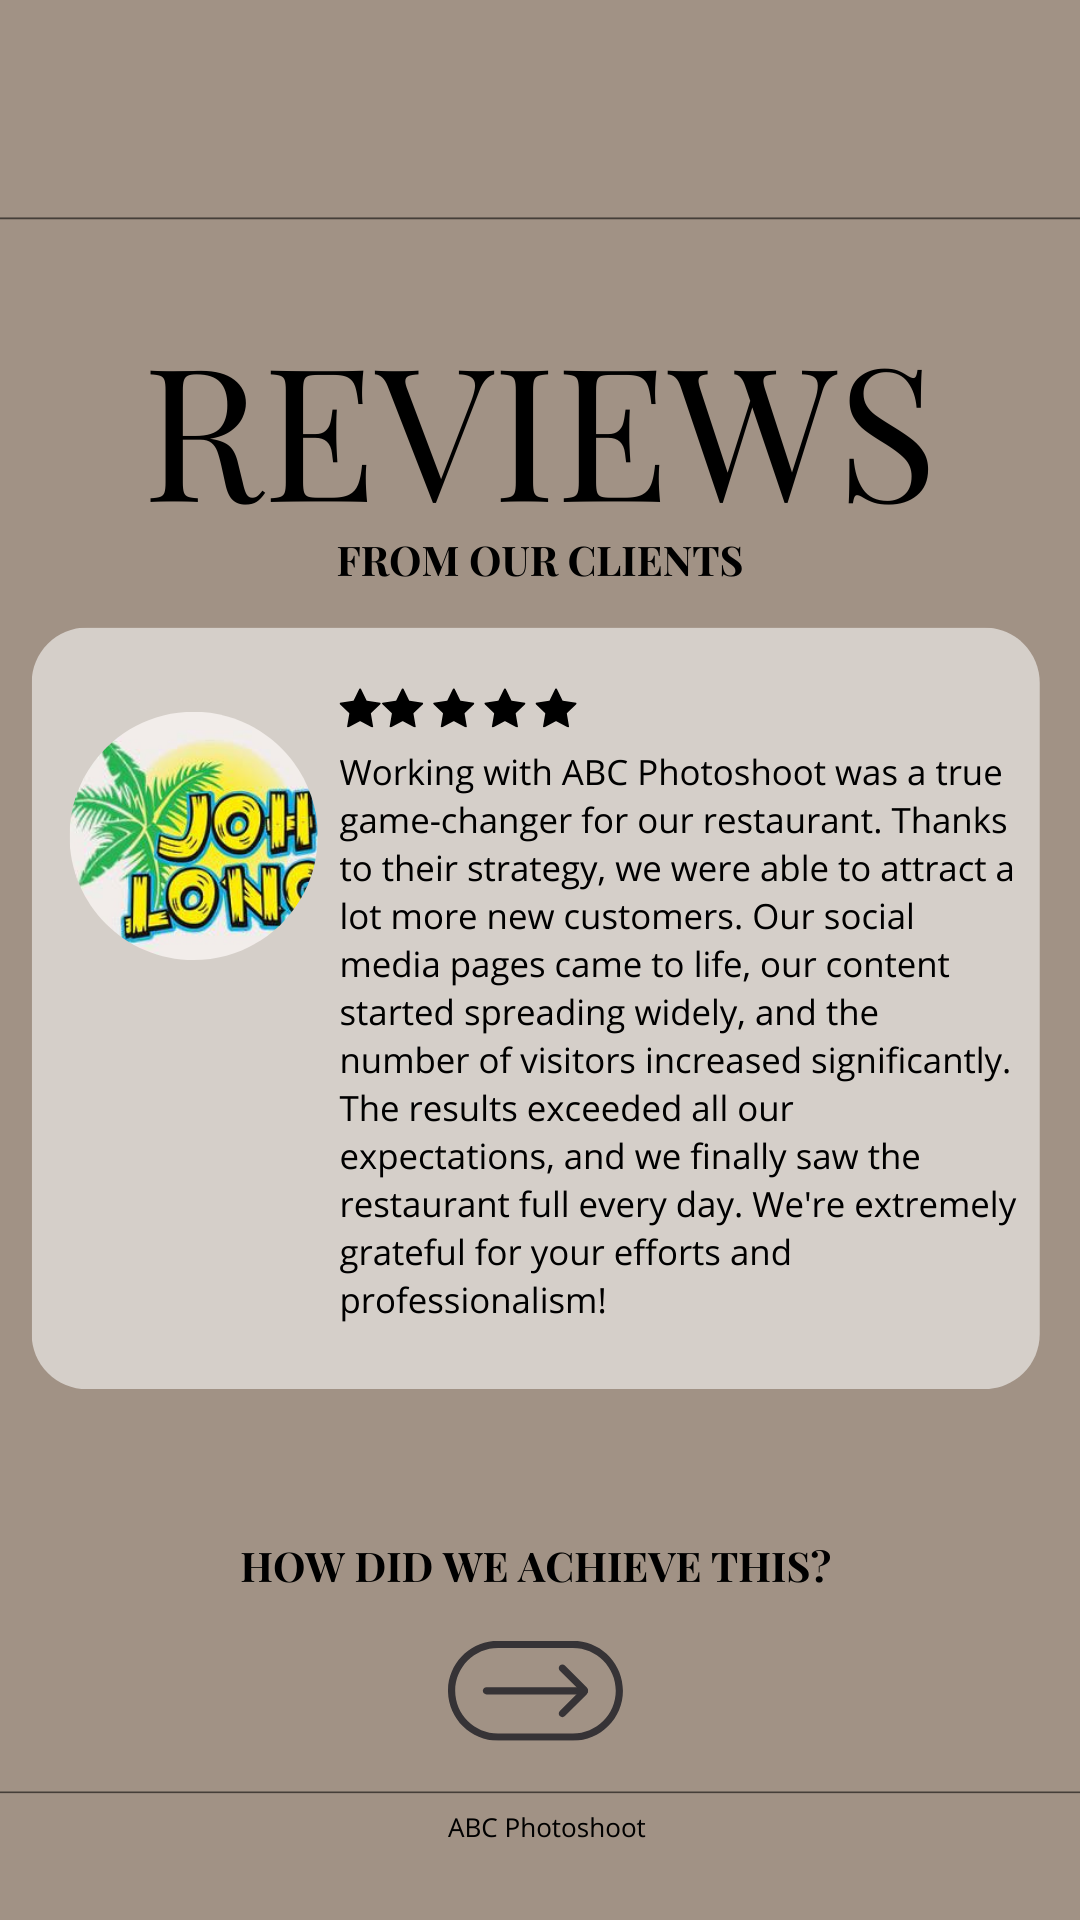 REVIEWS
FROM OUR CLIENTS
JOH
LONG
Working with ABC Photoshoot was a true
game-changer for our restaurant. Thanks
to their strategy, we were able to attract a
lot more new customers. Our social
media pages came to life, our content
started spreading widely, and the
number of visitors increased significantly.
The results exceeded all our
expectations, and we finally saw the
restaurant full every day. We're extremely
grateful for your efforts and
professionalism!
HOW DID WE ACHIEVE THIS?
ABC Photoshoot